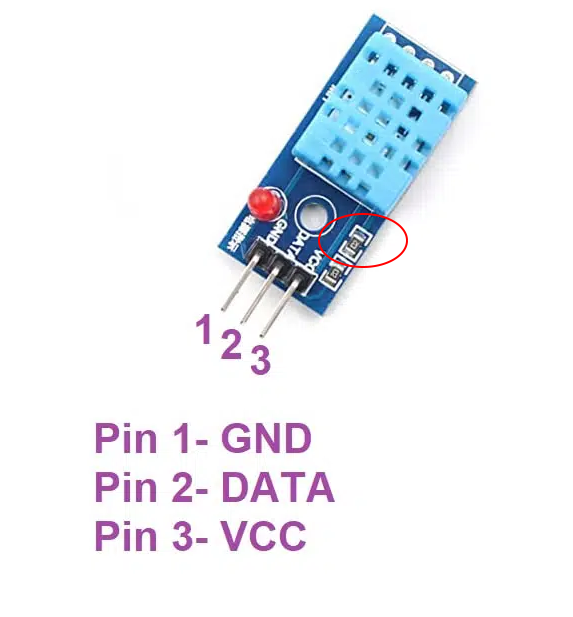 GND
DATA
VCC
1
2
3
Pin 1- GND
Pin 2- DATA
Pin 3- VCC